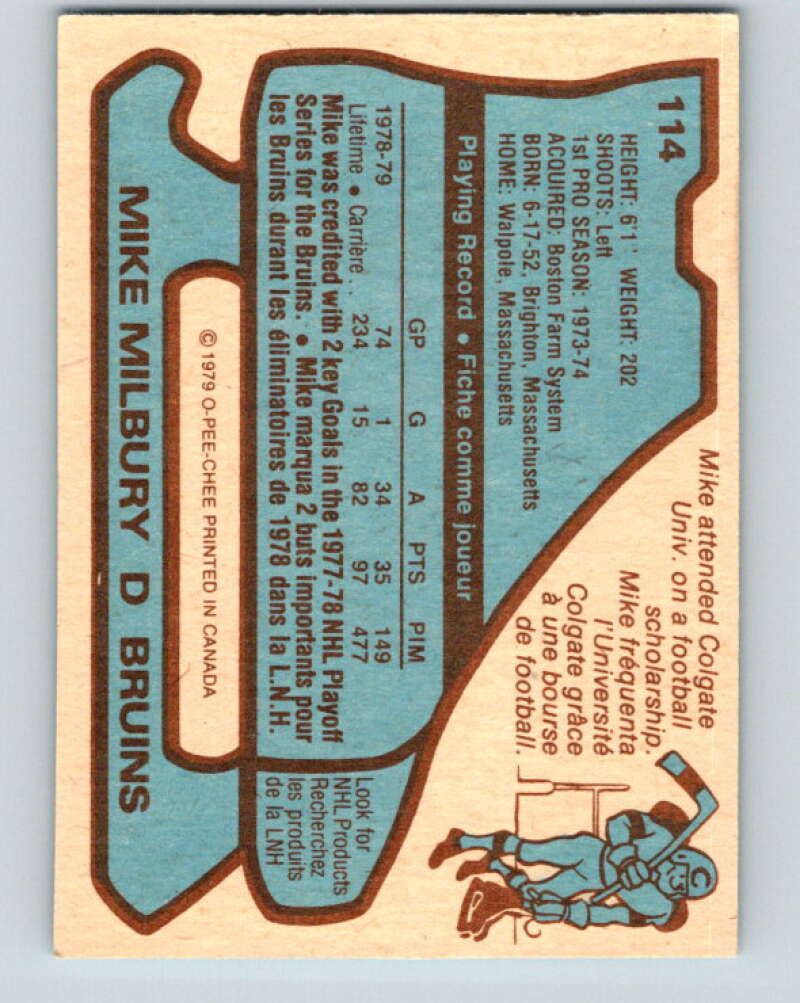 114
HEIGHT: 6'1" WEIGHT: 202
SHOOTS: Left
1st PRO SEASON: 1973-74
ACQUIRED: Boston Farm System
BORN: 6-17-52, Brighton, Massachusetts
HOME: Walpole, Massachusetts
Mike attended Colgate
Univ. on a football
scholarship.
Mike fréquenta
l'Université
Colgate grâce
à une bourse
de football.
C
Playing Record • Fiche comme joueur
GP G A PTS PIM
1978-79 74 1 34 35 149
Lifetime • Carrière . . 234 15 82 97 477
Mike was credited with 2 key Goals in the 1977-78 NHL Playoff
Series for the Bruins. • Mike marqua 2 buts importants pour
les Bruins durant les éliminatoires de 1978 dans la L.N.H.
Look for
NHL Products
Recherchez
les produits
de la LNH
© 1979 O-PEE-CHEE PRINTED IN CANADA
MIKE MILBURY D BRUINS